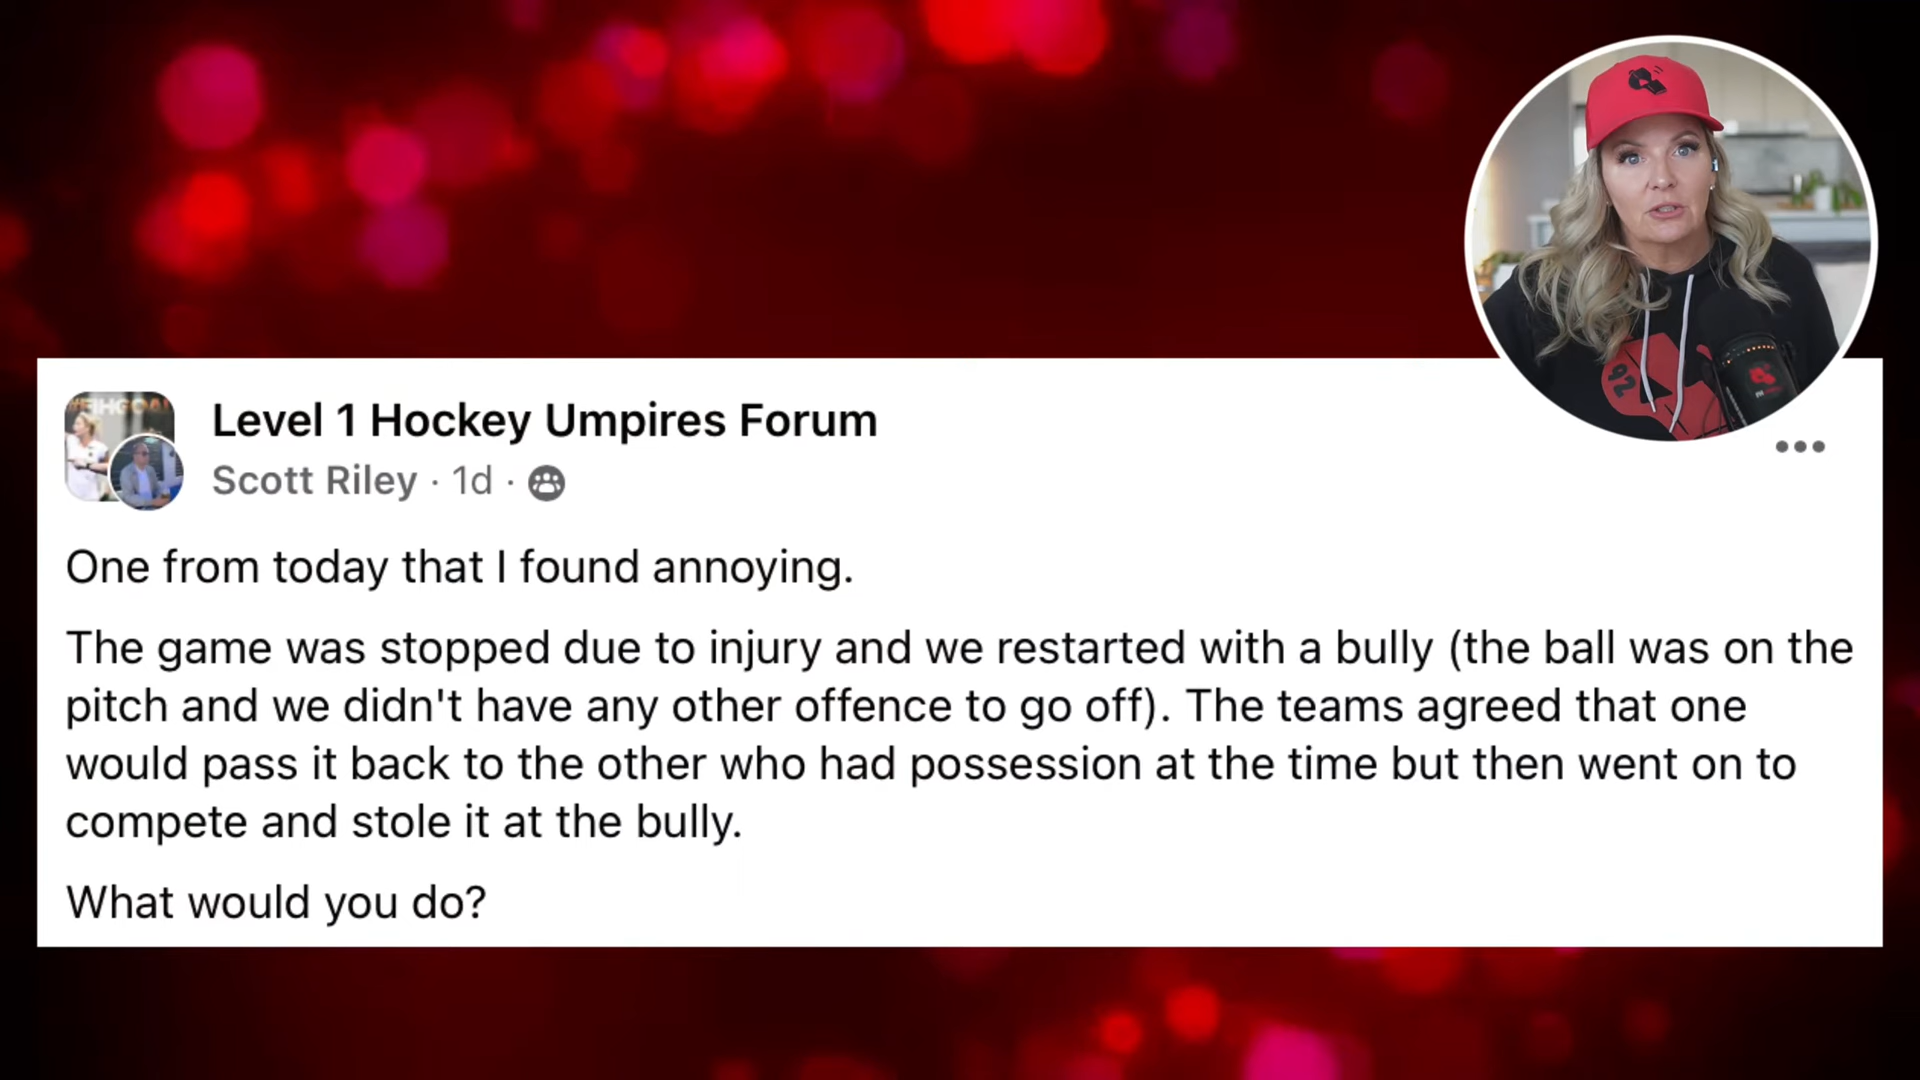 Level 1 Hockey Umpires Forum
Scott Riley · 1d ·
One from today that I found annoying.
The game was stopped due to injury and we restarted with a bully (the ball was on the
pitch and we didn't have any other offence to go off). The teams agreed that one
would pass it back to the other who had possession at the time but then went on to
compete and stole it at the bully.
What would you do?
92